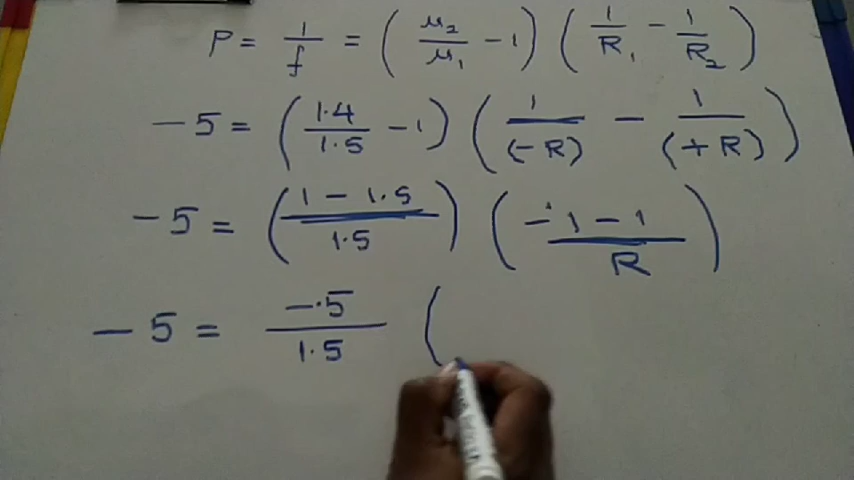 P = 1/f = (μ₂/μ₁ - 1) (1/R₁ - 1/R₂)
- 5 = (1.4/1.5 - 1) (1/(-R) - 1/(+R))
- 5 = ((1 - 1.5)/1.5) ((-1 - 1)/R)
- 5 = -.5/1.5 (